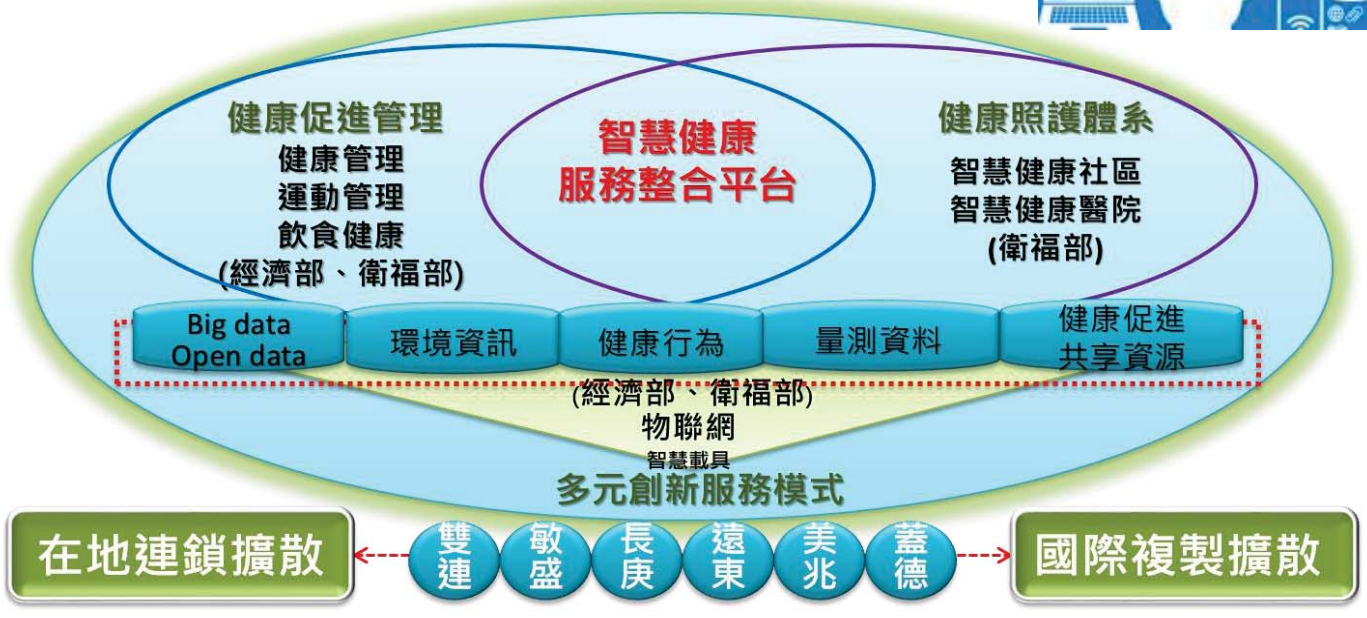 健康促進管理
健康管理
運動管理
飲食健康
(經濟部、衛福部)
智慧健康
服務整合平台
健康照護體系
智慧健康社區
智慧健康醫院
(衛福部)
Big data
Open data
環境資訊
健康行為
量測資料
健康促進
共享資源
(經濟部、衛福部)
物聯網
智慧載具
多元創新服務模式
在地連鎖擴散
雙連
敏盛
長庚
遠東
美兆
蓋德
國際複製擴散